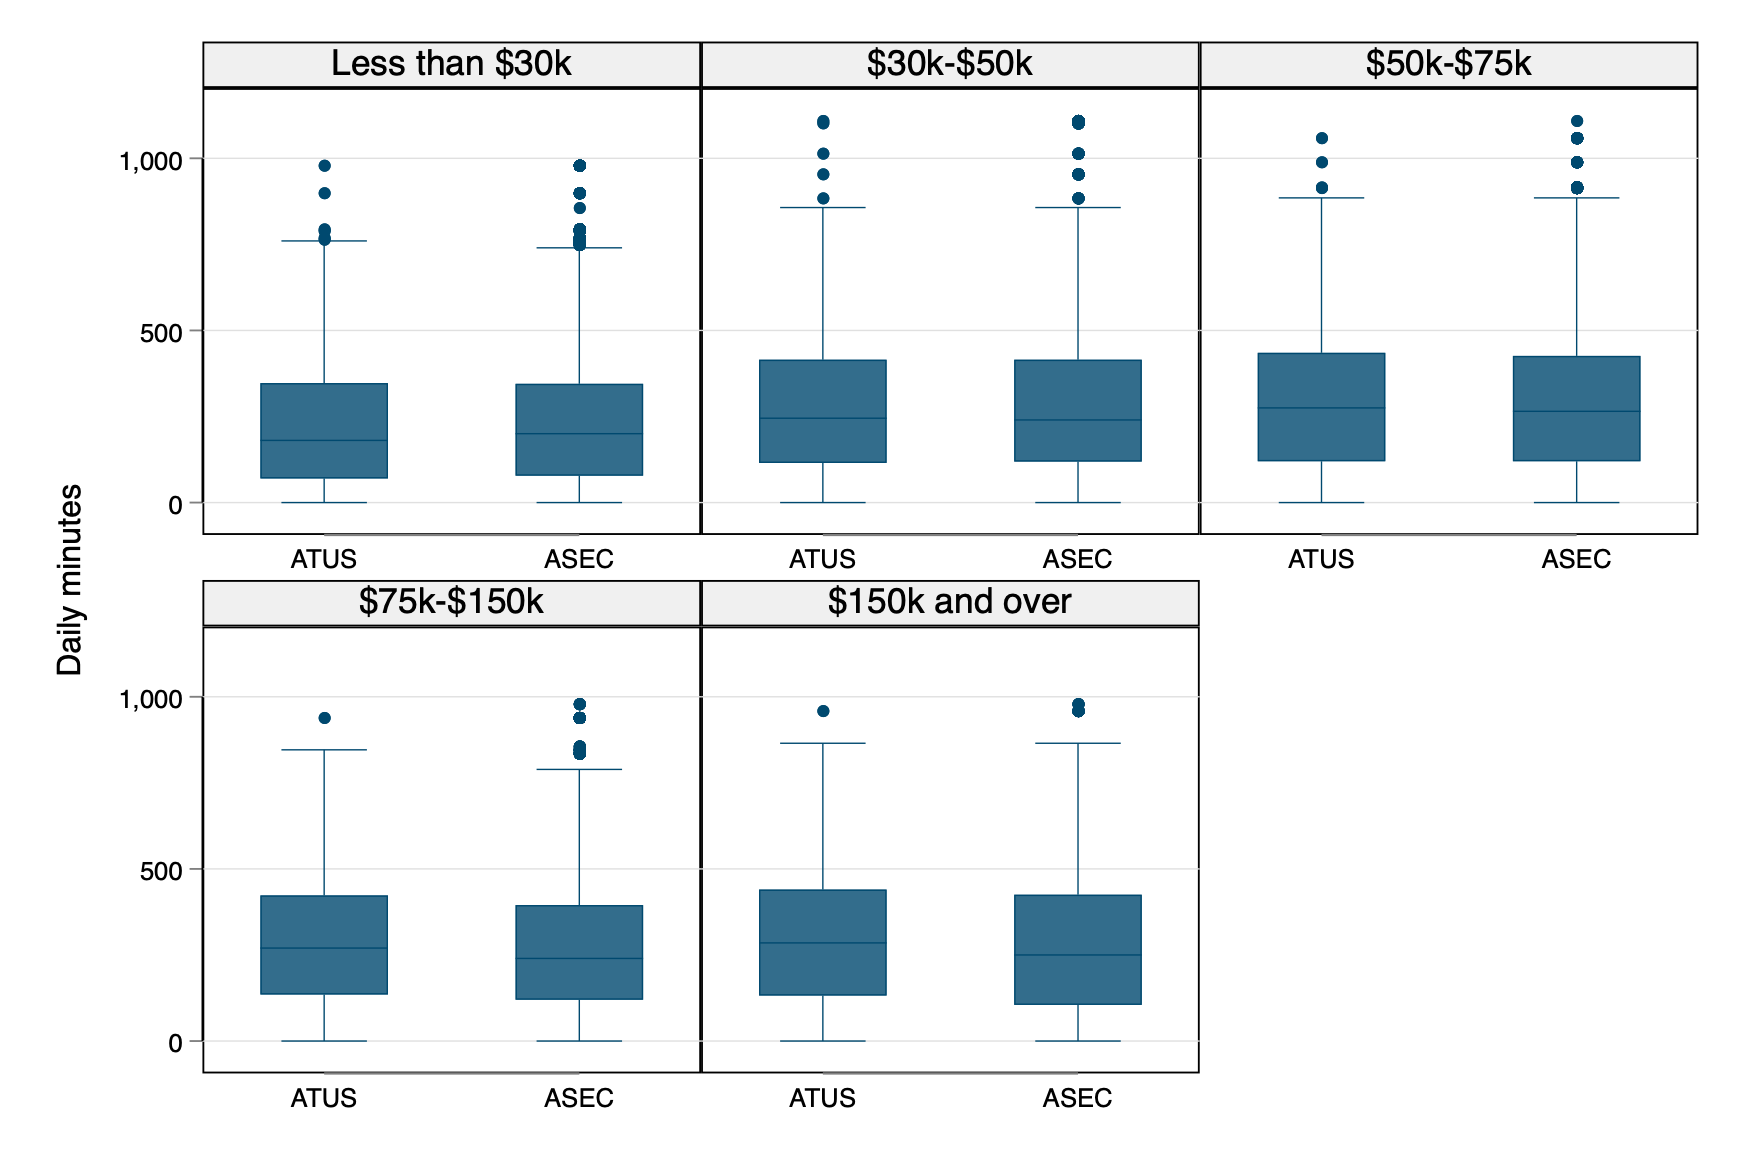 Less than $30k
$30k-$50k
$50k-$75k
1,000
500
0
ATUS
ASEC
ATUS
ASEC
ATUS
ASEC
Daily minutes
$75k-$150k
$150k and over
1,000
500
0
ATUS
ASEC
ATUS
ASEC